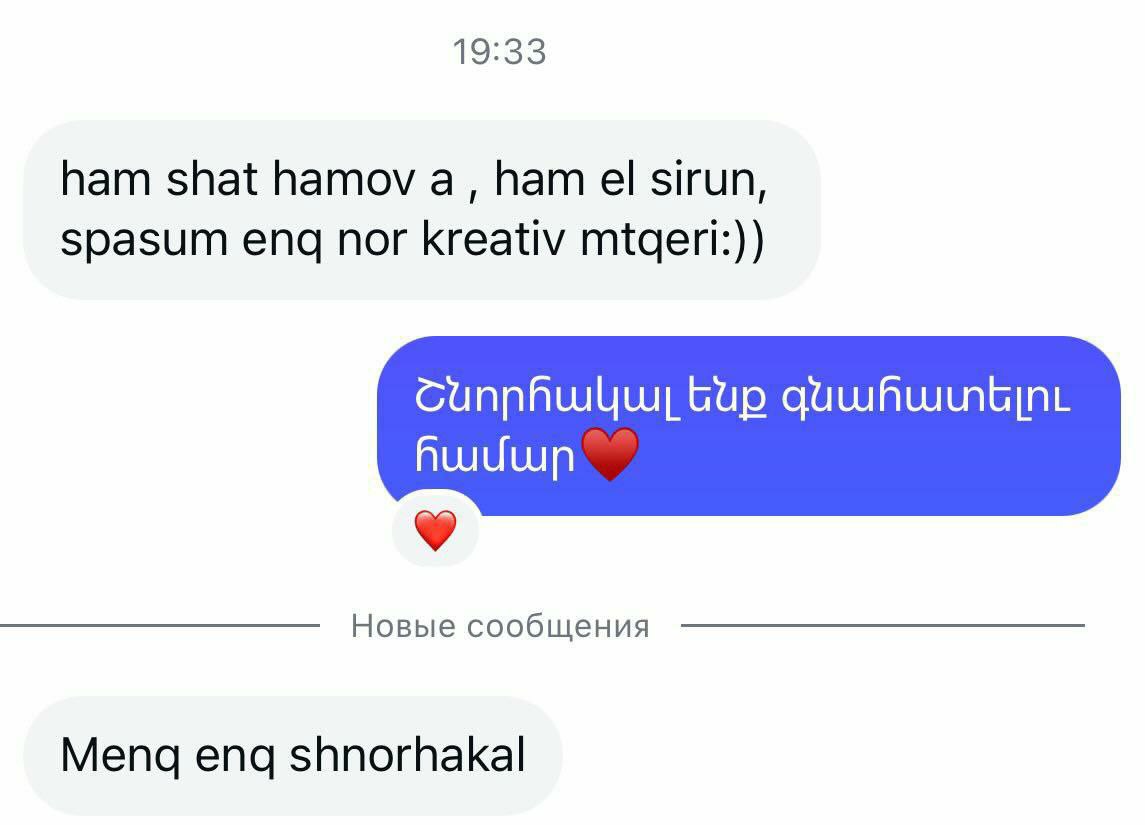 19:33
ham shat hamov a , ham el sirun,
spasum enq nor kreativ mtqeri:))
Շնորհակալ ենք գնահատելու
համար♥️
❤️
Новые сообщения
Menq enq shnorhakal